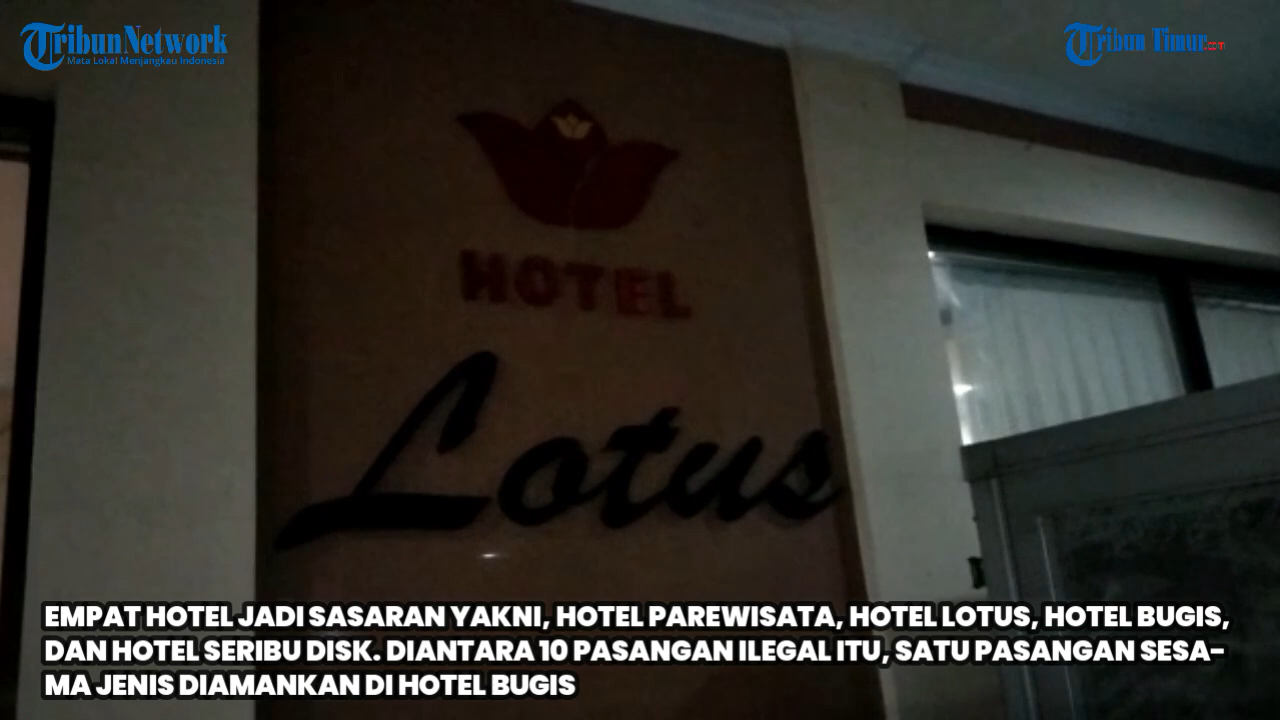 TribunNetwork
Mata Lokal Menjangkau Indonesia
Tribun Timur.com
HOTEL
Lotus
EMPAT HOTEL JADI SASARAN YAKNI, HOTEL PAREWISATA, HOTEL LOTUS, HOTEL BUGIS,
DAN HOTEL SERIBU DISK. DIANTARA 10 PASANGAN ILEGAL ITU, SATU PASANGAN SESA-
MA JENIS DIAMANKAN DI HOTEL BUGIS